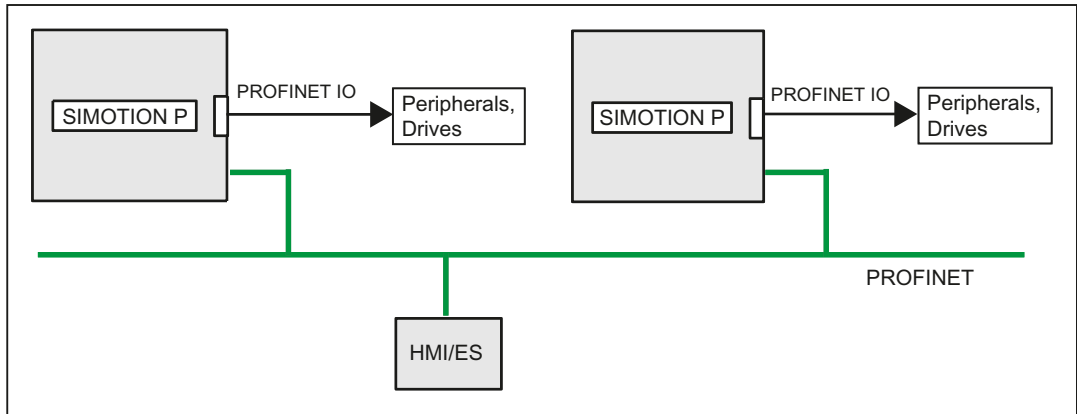 SIMOTION P
PROFINET IO
Peripherals,
Drives
SIMOTION P
PROFINET IO
Peripherals,
Drives
PROFINET
HMI/ES